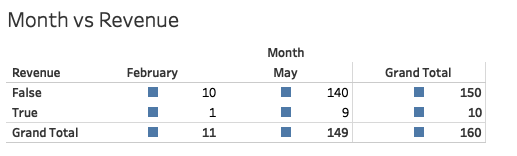 Month vs Revenue
Month
Revenue February May Grand Total
False 10 140 150
True 1 9 10
Grand Total 11 149 160